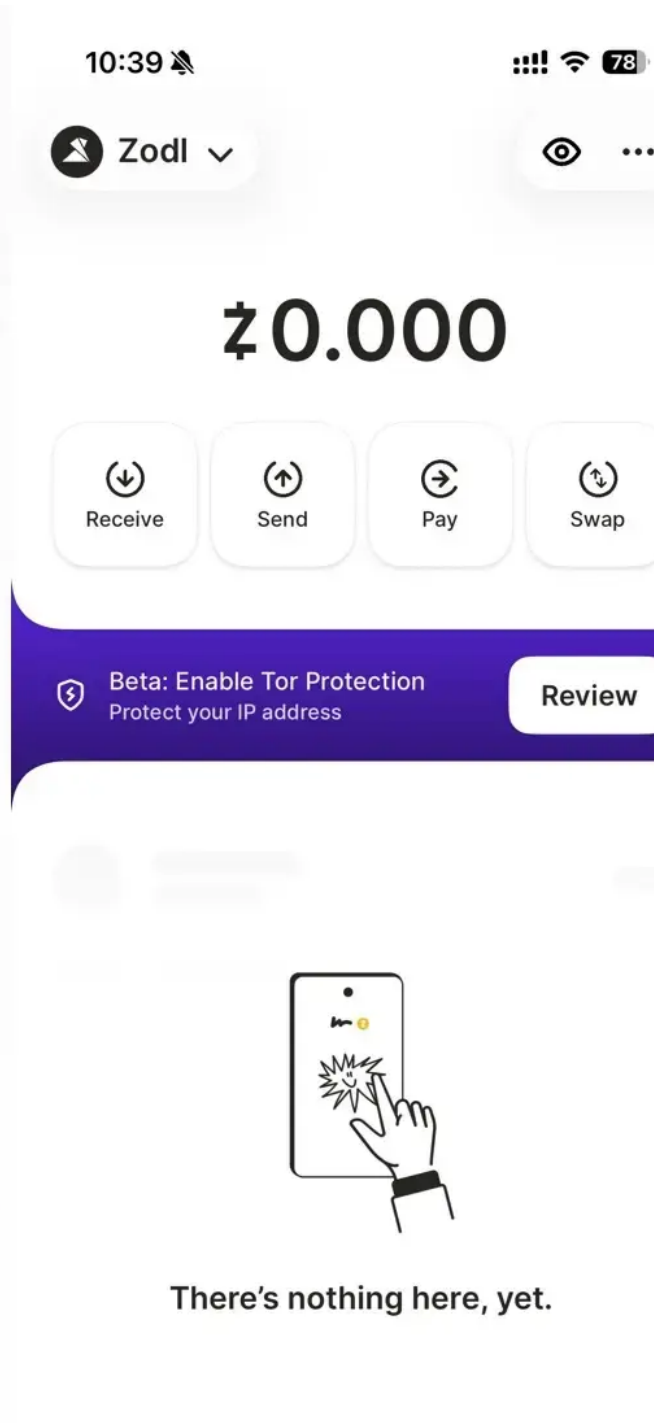 10:39
78
Zodl
ƵO.000
Receive
Send
Pay
Swap
Beta: Enable Tor Protection
Protect your IP address
Review
There’s nothing here, yet.